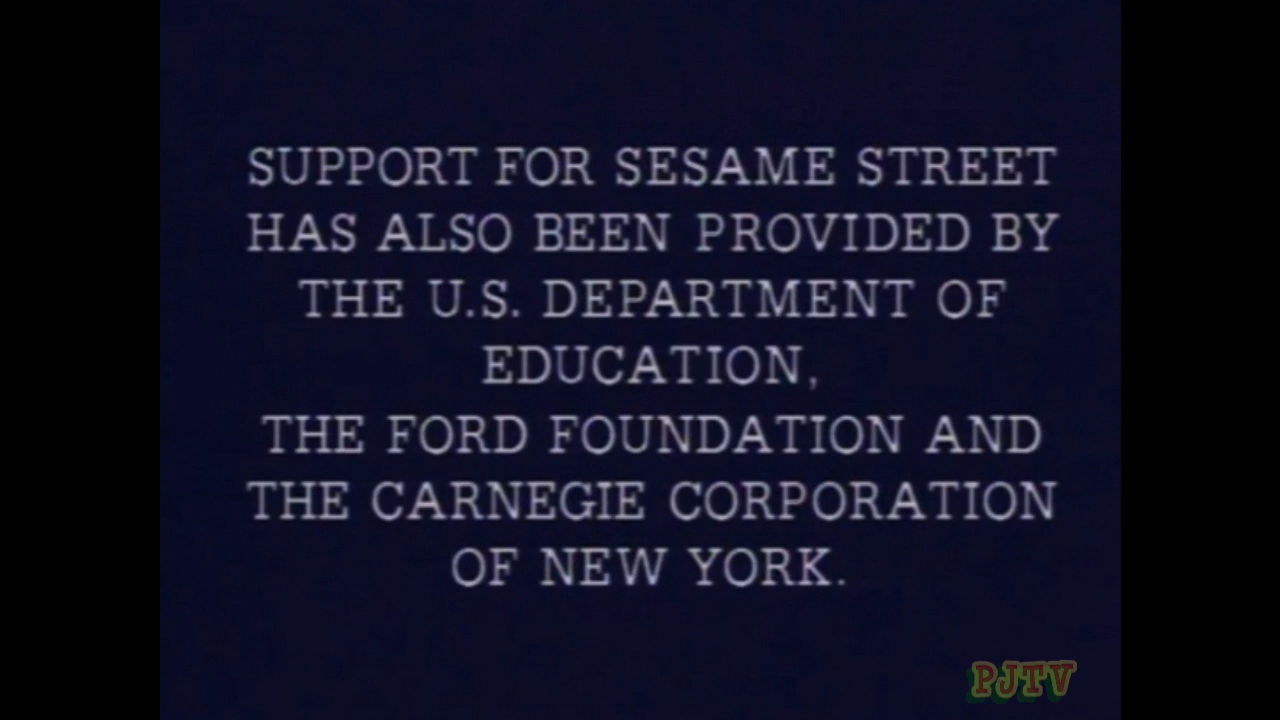 SUPPORT FOR SESAME STREET
HAS ALSO BEEN PROVIDED BY
THE U.S. DEPARTMENT OF
EDUCATION,
THE FORD FOUNDATION AND
THE CARNEGIE CORPORATION
OF NEW YORK.
PJTV